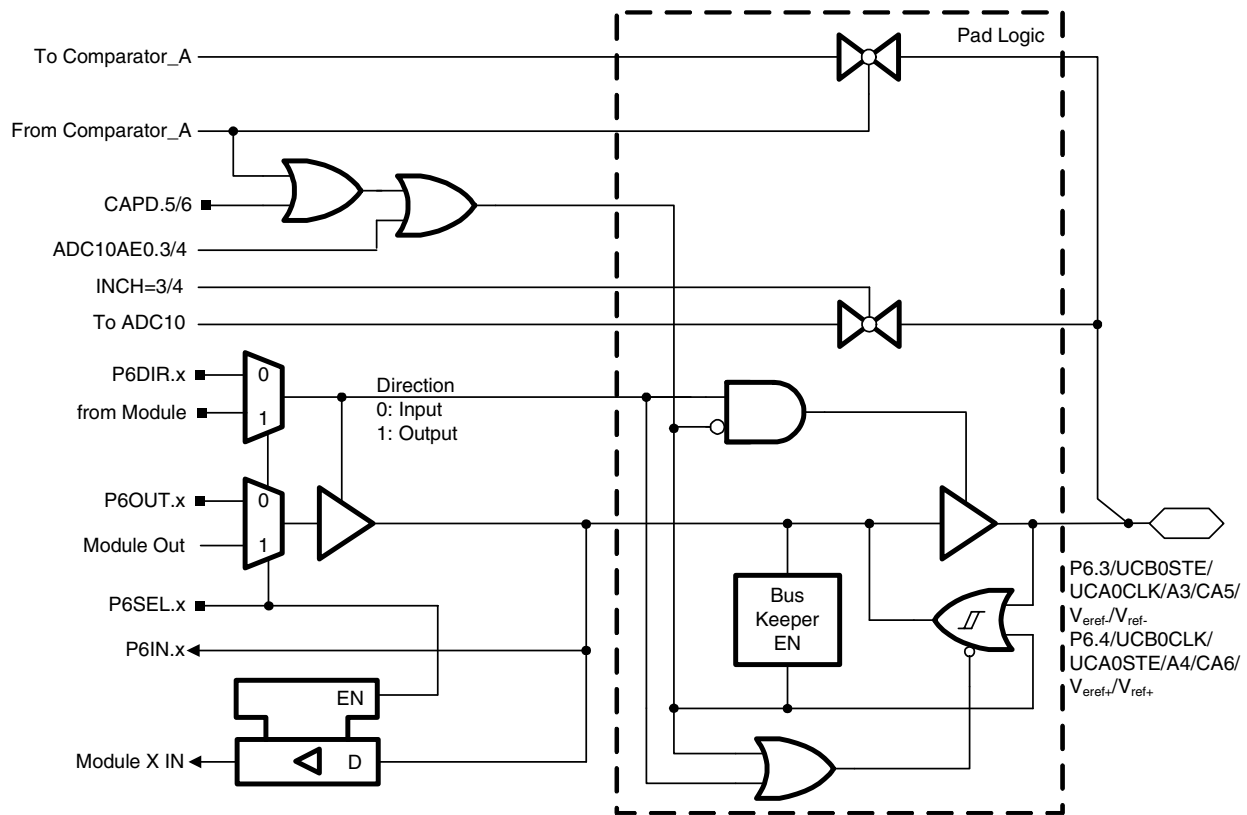 Pad Logic
To Comparator_A
From Comparator_A
CAPD.5/6
ADC10AE0.3/4
INCH=3/4
To ADC10
P6DIR.x
0
from Module
1
Direction
0: Input
1: Output
P6OUT.x
0
Module Out
1
P6SEL.x
P6IN.x
Bus
Keeper
EN
P6.3/UCB0STE/
UCA0CLK/A3/CA5/
Veref-/Vref-
P6.4/UCB0CLK/
UCA0STE/A4/CA6/
Veref+/Vref+
EN
Module X IN
D